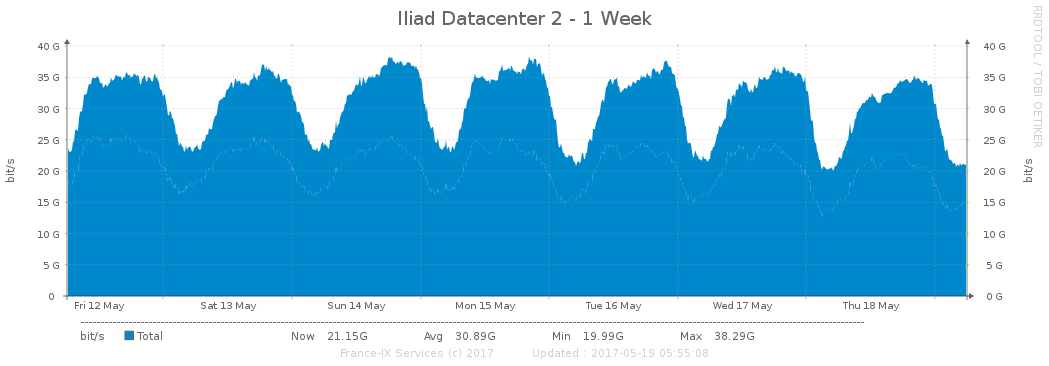 Iliad Datacenter 2 - 1 Week
RRDTOOL / TOBI OETIKER
40 G 40 G
35 G 35 G
30 G 30 G
25 G 25 G
20 G 20 G
15 G 15 G
10 G 10 G
5 G 5 G
0 0 G
bit/s bit/s
Fri 12 May Sat 13 May Sun 14 May Mon 15 May Tue 16 May Wed 17 May Thu 18 May
bit/s Total Now 21.15G Avg 30.89G Min 19.99G Max 38.29G
France-IX Services (c) 2017 Updated : 2017-05-19 05:55:08